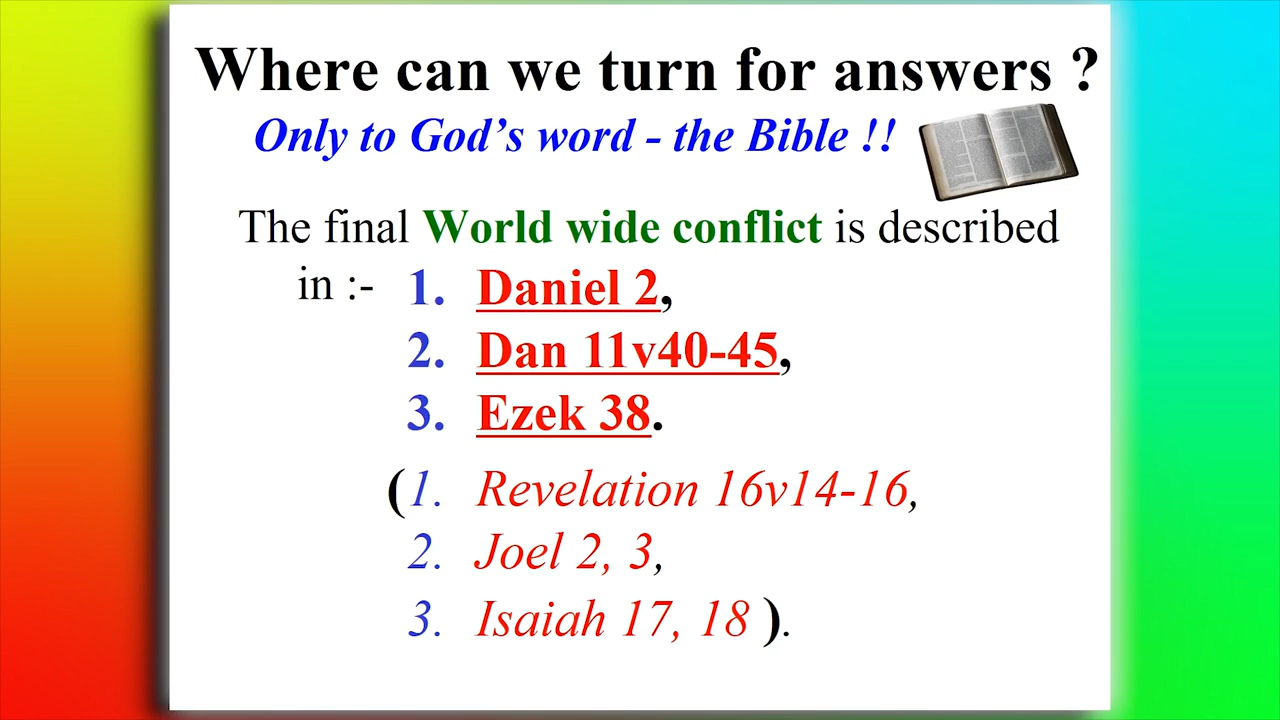 Where can we turn for answers ?
Only to God's word - the Bible !!
The final World wide conflict is described
in :- 1. Daniel 2,
2. Dan 11v40-45,
3. Ezek 38.
(1. Revelation 16v14-16,
2. Joel 2, 3,
3. Isaiah 17, 18 ).